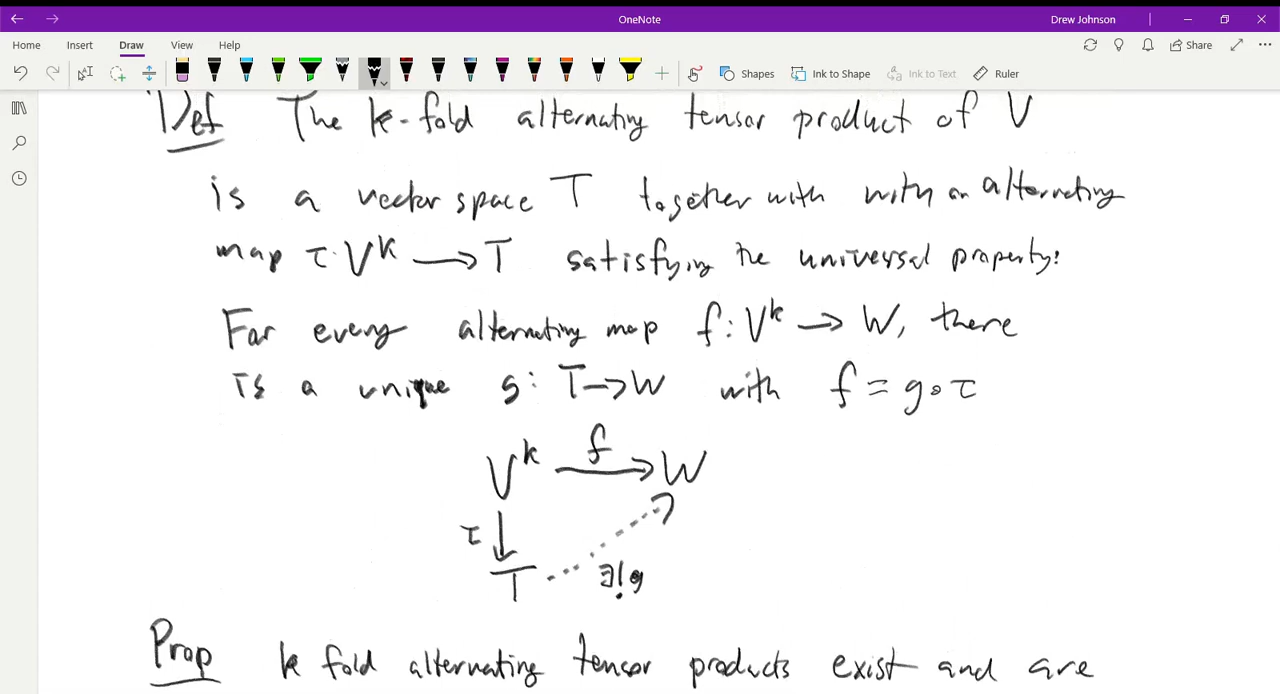 OneNote
Drew Johnson
Home Insert Draw View Help
Share
Shapes Ink to Shape Ink to Text Ruler
Def The k-fold alternating tensor product of V
is a vector space T together with with an alternating
map τ: V^k → T satisfying the universal property:
For every alternating map f: V^k → W, there
is a unique g: T → W with f = g∘τ
V^k f → W
τ ↓
T ∃!g
Prop k fold alternating tensor products exist and are